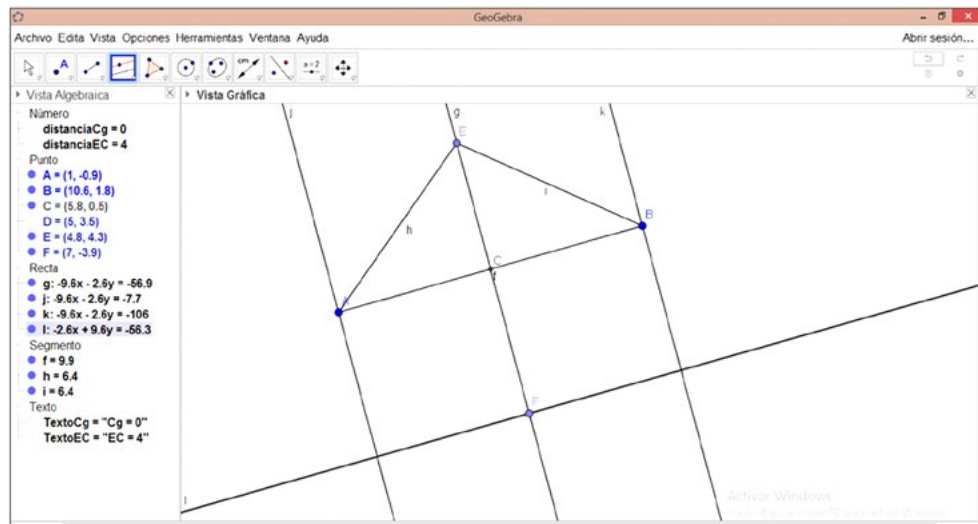 GeoGebra
Archivo Edita Vista Opciones Herramientas Ventana Ayuda
Abrir sesión...
A
cm
a=2
Vista Algebraica
Vista Gráfica
Número
distanciaCg = 0
distanciaEC = 4
Punto
A = (1, -0.9)
B = (10.6, 1.8)
C = (5.8, 0.5)
D = (5, 3.5)
E = (4.8, 4.3)
F = (7, -3.9)
Recta
g: -9.6x - 2.6y = -56.9
j: -9.6x - 2.6y = -7.7
k: -9.6x - 2.6y = -106
l: -2.6x + 9.6y = -56.3
Segmento
f = 9.9
h = 6.4
i = 6.4
Texto
TextoCg = "Cg = 0"
TextoEC = "EC = 4"
j
g
k
E
i
h
B
C
f
A
F
l
Activar Windows